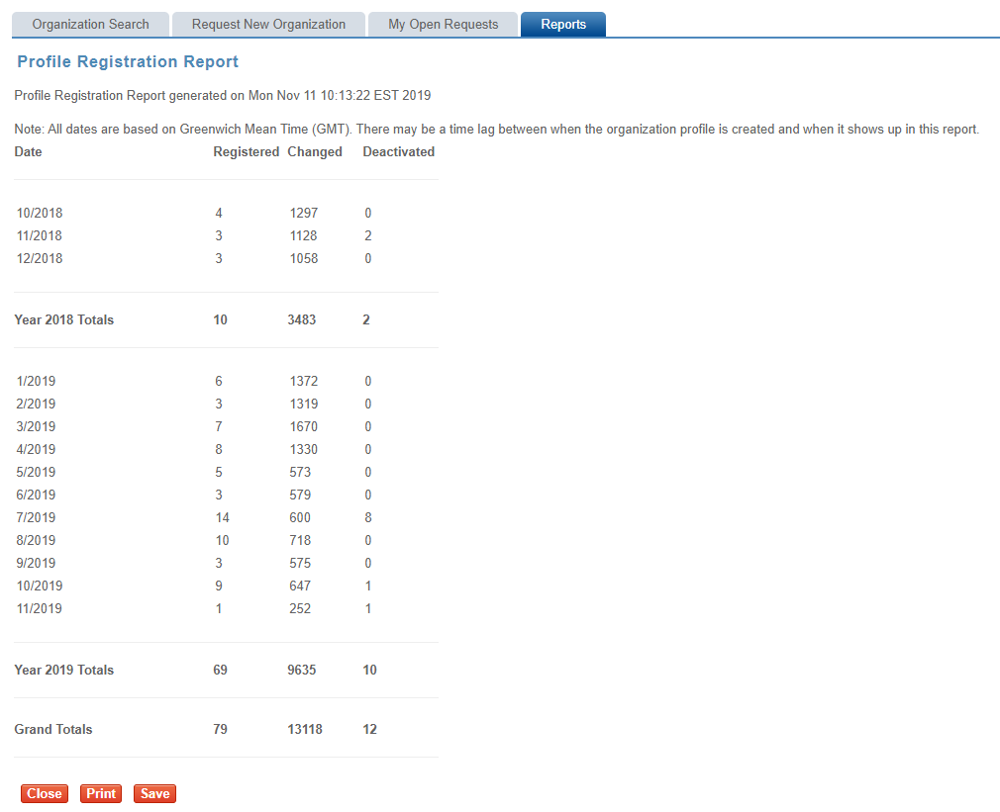 Organization Search Request New Organization My Open Requests Reports
Profile Registration Report
Profile Registration Report generated on Mon Nov 11 10:13:22 EST 2019
Note: All dates are based on Greenwich Mean Time (GMT). There may be a time lag between when the organization profile is created and when it shows up in this report.
Date Registered Changed Deactivated
10/2018 4 1297 0
11/2018 3 1128 2
12/2018 3 1058 0
Year 2018 Totals 10 3483 2
1/2019 6 1372 0
2/2019 3 1319 0
3/2019 7 1670 0
4/2019 8 1330 0
5/2019 5 573 0
6/2019 3 579 0
7/2019 14 600 8
8/2019 10 718 0
9/2019 3 575 0
10/2019 9 647 1
11/2019 1 252 1
Year 2019 Totals 69 9635 10
Grand Totals 79 13118 12
Close Print Save